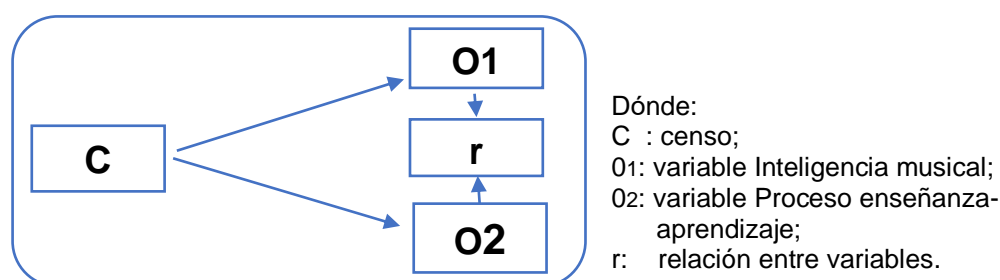 O1
C
r
O2
Dónde:
C : censo;
01: variable Inteligencia musical;
02: variable Proceso enseñanza-
aprendizaje;
r: relación entre variables.